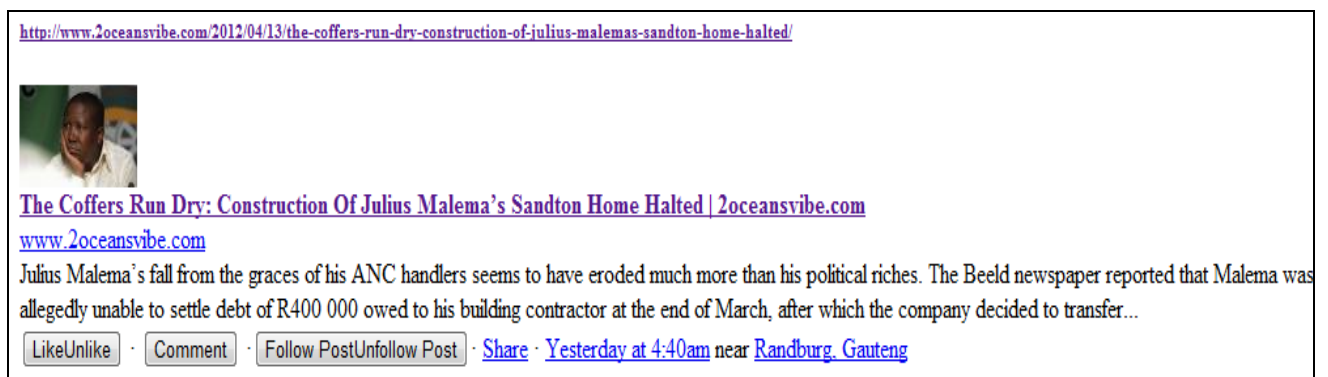 http://www.2oceansvibe.com/2012/04/13/the-coffers-run-dry-construction-of-julius-malemas-sandton-home-halted/
The Coffers Run Dry: Construction Of Julius Malema’s Sandton Home Halted | 2oceansvibe.com
www.2oceansvibe.com
Julius Malema’s fall from the graces of his ANC handlers seems to have eroded much more than his political riches. The Beeld newspaper reported that Malema was
allegedly unable to settle debt of R400 000 owed to his building contractor at the end of March, after which the company decided to transfer...
LikeUnlike · Comment · Follow PostUnfollow Post · Share · Yesterday at 4:40am near Randburg, Gauteng